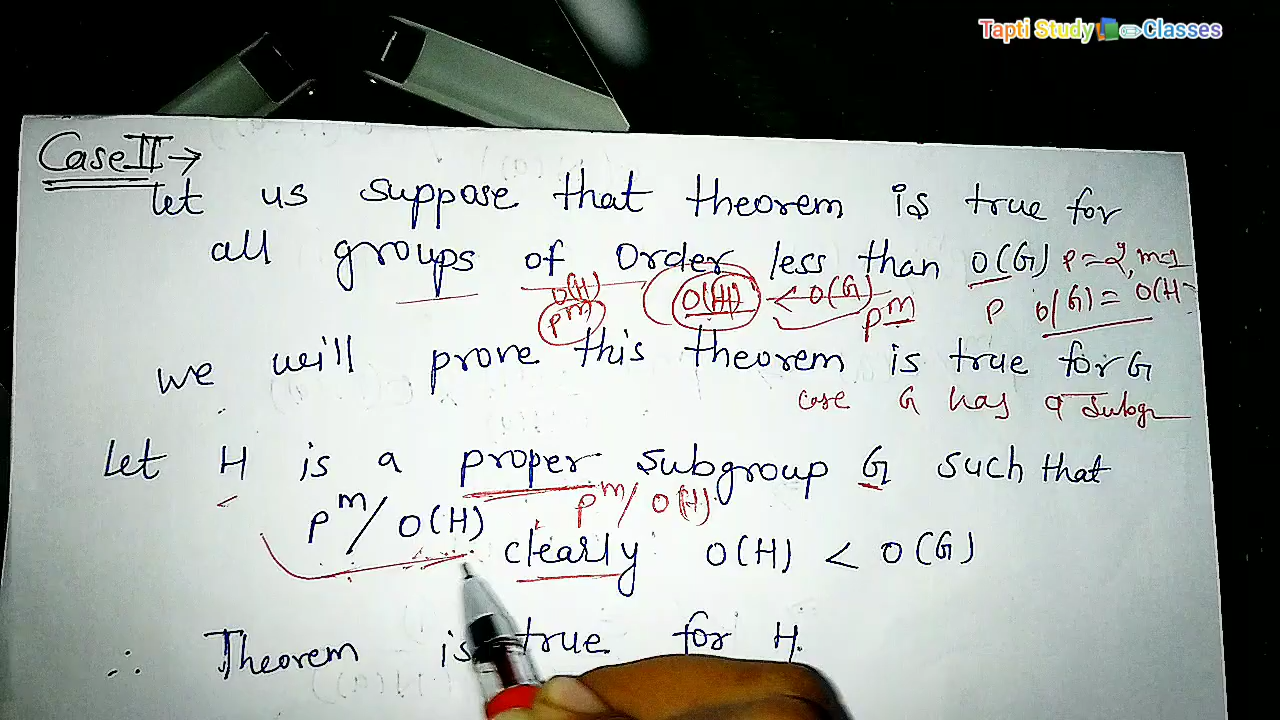 Tapti Study Classes
Case II →
let us suppose that theorem is true for
all groups of Order less than O(G) p=2, m=1
O(H) O(H) < O(G) p O(G) = O(H
p^m p^m
we will prove this theorem is true for G
case G has a subgr
Let H is a proper subgroup G such that
p^m/O(H) p^m/O(H)
clearly O(H) < O(G)
∴ Theorem is true for H.